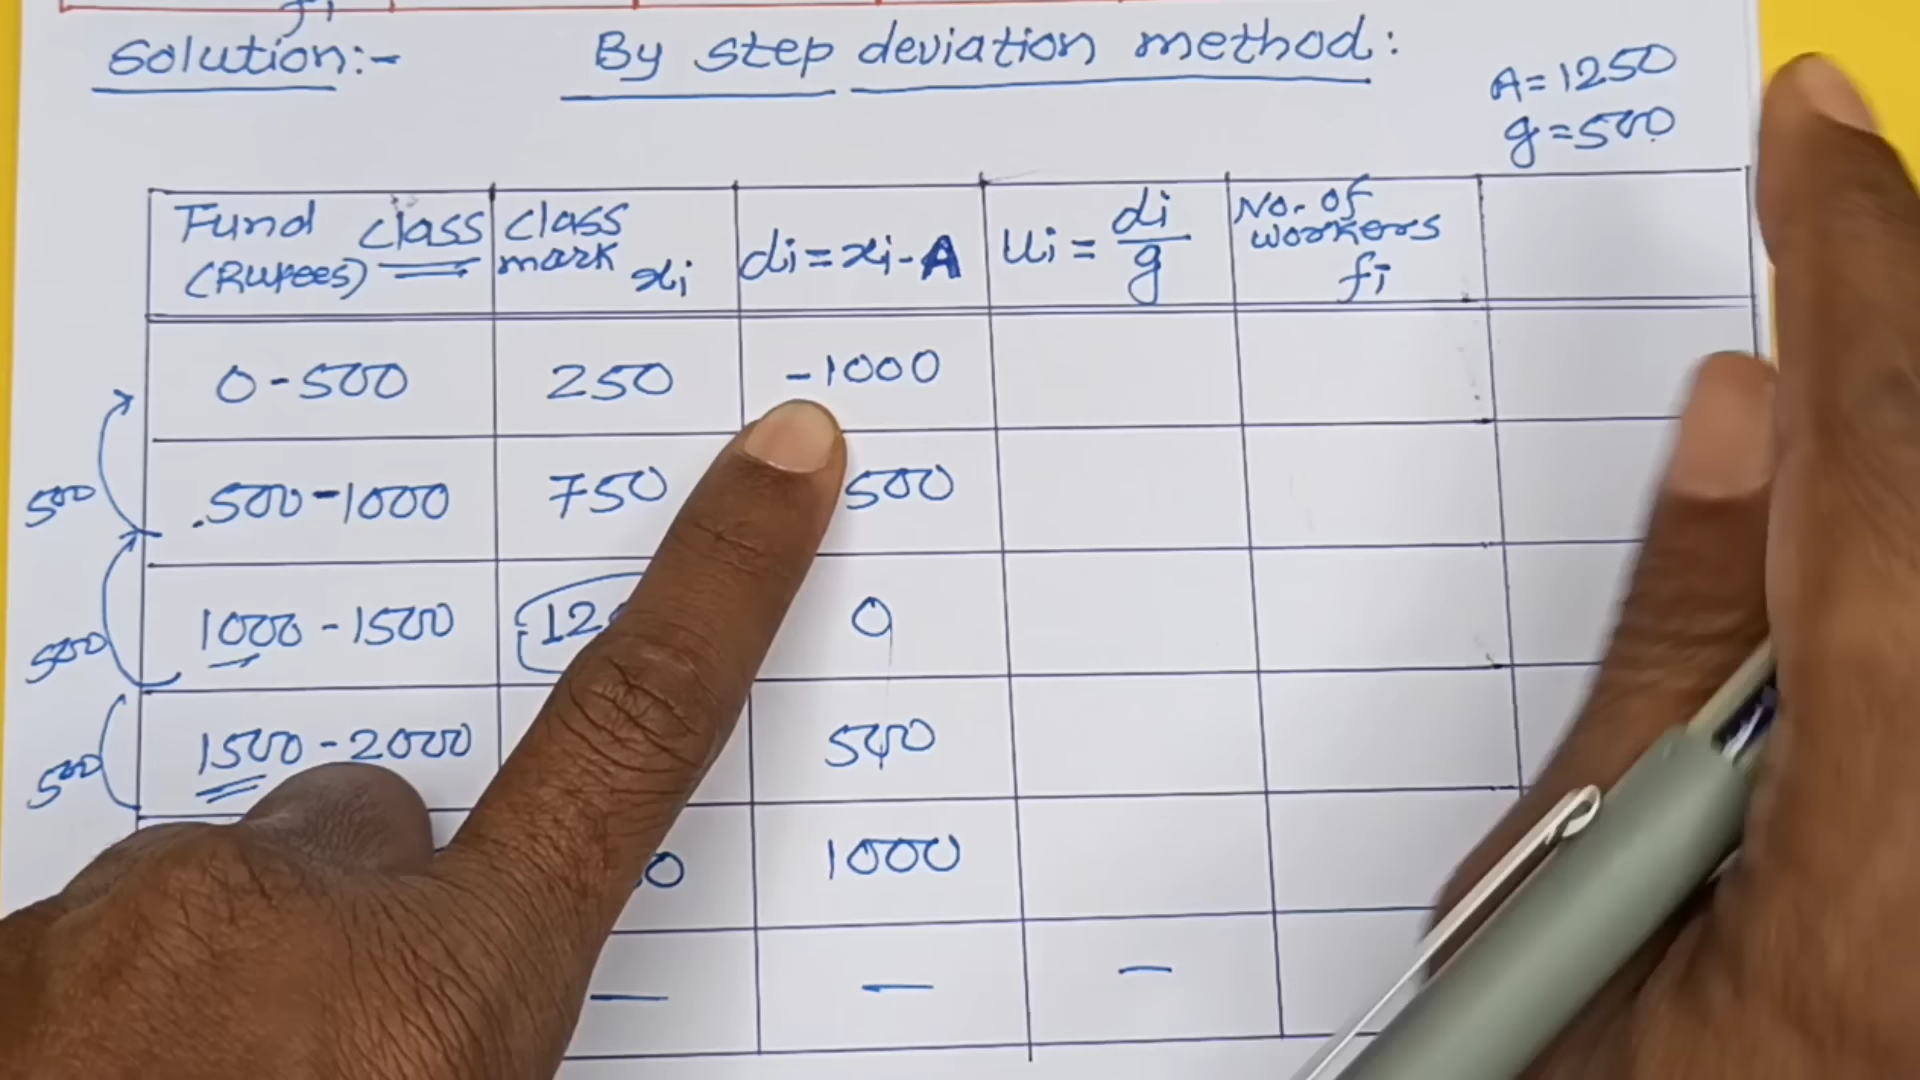 Solution:- By step deviation method:
A=1250
g=500
Fund class (Rupees) class mark xi di=xi-A ui=di/g No. of workers fi
0-500 250 -1000
500 500-1000 750 500
500 1000-1500 0
500 1500-2000 500
1000
— — —